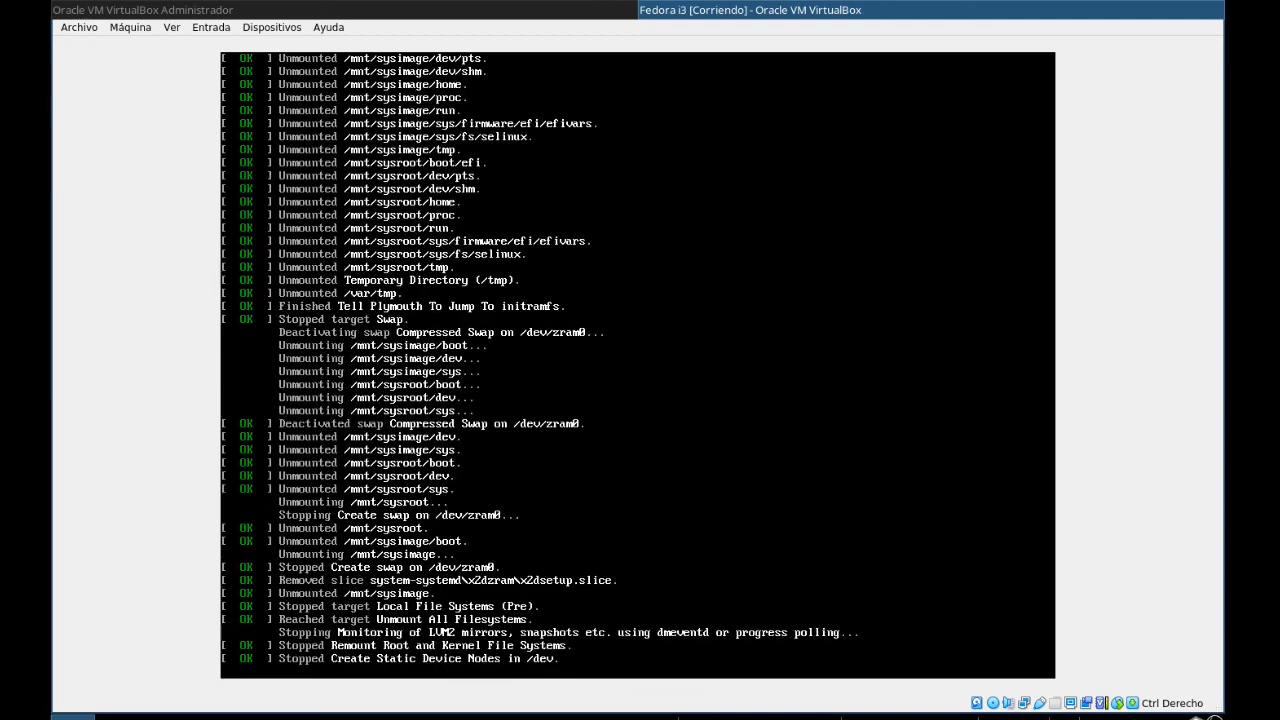 Oracle VM VirtualBox Administrador
Fedora i3 [Corriendo] - Oracle VM VirtualBox
Archivo Máquina Ver Entrada Dispositivos Ayuda
[ OK ] Unmounted /mnt/sysimage/dev/pts.
[ OK ] Unmounted /mnt/sysimage/dev/shm.
[ OK ] Unmounted /mnt/sysimage/home.
[ OK ] Unmounted /mnt/sysimage/proc.
[ OK ] Unmounted /mnt/sysimage/run.
[ OK ] Unmounted /mnt/sysimage/sys/firmware/efi/efivars.
[ OK ] Unmounted /mnt/sysimage/sys/fs/selinux.
[ OK ] Unmounted /mnt/sysimage/tmp.
[ OK ] Unmounted /mnt/sysroot/boot/efi.
[ OK ] Unmounted /mnt/sysroot/dev/pts.
[ OK ] Unmounted /mnt/sysroot/dev/shm.
[ OK ] Unmounted /mnt/sysroot/home.
[ OK ] Unmounted /mnt/sysroot/proc.
[ OK ] Unmounted /mnt/sysroot/run.
[ OK ] Unmounted /mnt/sysroot/sys/firmware/efi/efivars.
[ OK ] Unmounted /mnt/sysroot/sys/fs/selinux.
[ OK ] Unmounted /mnt/sysroot/tmp.
[ OK ] Unmounted Temporary Directory (/tmp).
[ OK ] Unmounted /var/tmp.
[ OK ] Finished Tell Plymouth To Jump To initramfs.
[ OK ] Stopped target Swap.
Deactivating swap Compressed Swap on /dev/zram0...
Unmounting /mnt/sysimage/boot...
Unmounting /mnt/sysimage/dev...
Unmounting /mnt/sysimage/sys...
Unmounting /mnt/sysroot/boot...
Unmounting /mnt/sysroot/dev...
Unmounting /mnt/sysroot/sys...
[ OK ] Deactivated swap Compressed Swap on /dev/zram0.
[ OK ] Unmounted /mnt/sysimage/dev.
[ OK ] Unmounted /mnt/sysimage/sys.
[ OK ] Unmounted /mnt/sysroot/boot.
[ OK ] Unmounted /mnt/sysroot/dev.
[ OK ] Unmounted /mnt/sysroot/sys.
Unmounting /mnt/sysroot...
Stopping Create swap on /dev/zram0...
[ OK ] Unmounted /mnt/sysroot.
[ OK ] Unmounted /mnt/sysimage/boot.
Unmounting /mnt/sysimage...
[ OK ] Stopped Create swap on /dev/zram0.
[ OK ] Removed slice system-systemd\x2dzram\x2dsetup.slice.
[ OK ] Unmounted /mnt/sysimage.
[ OK ] Stopped target Local File Systems (Pre).
[ OK ] Reached target Unmount All Filesystems.
Stopping Monitoring of LVM2 mirrors, snapshots etc. using dmeventd or progress polling...
[ OK ] Stopped Remount Root and Kernel File Systems.
[ OK ] Stopped Create Static Device Nodes in /dev.
Ctrl Derecho